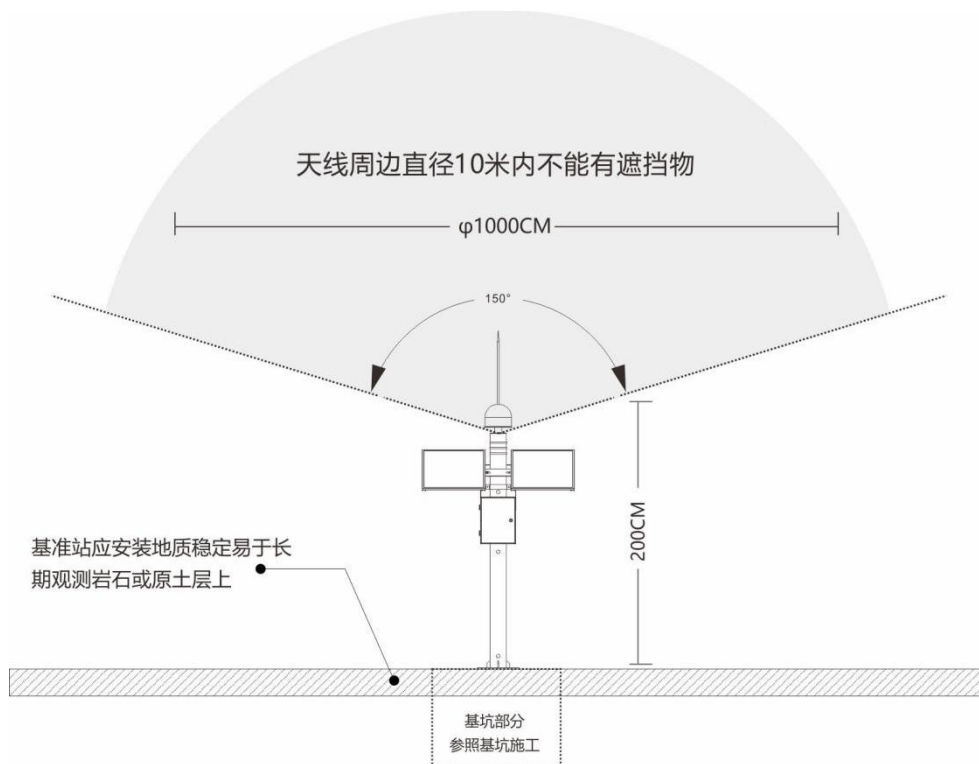 天线周边直径10米内不能有遮挡物
φ1000CM
150°
200CM
基准站应安装地质稳定易于长
期观测岩石或原土层上
基坑部分
参照基坑施工